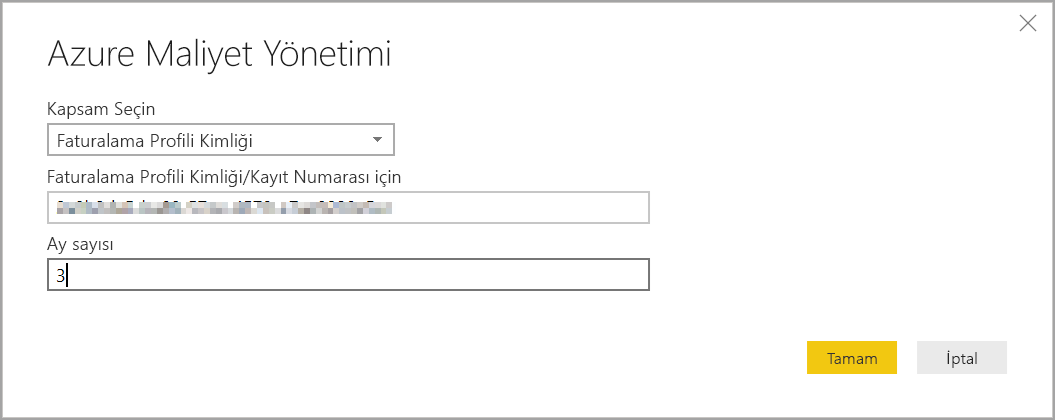 Azure Maliyet Yönetimi
Kapsam Seçin
Faturalama Profili Kimliği
Faturalama Profili Kimliği/Kayıt Numarası için
Ay sayısı
3
Tamam
İptal